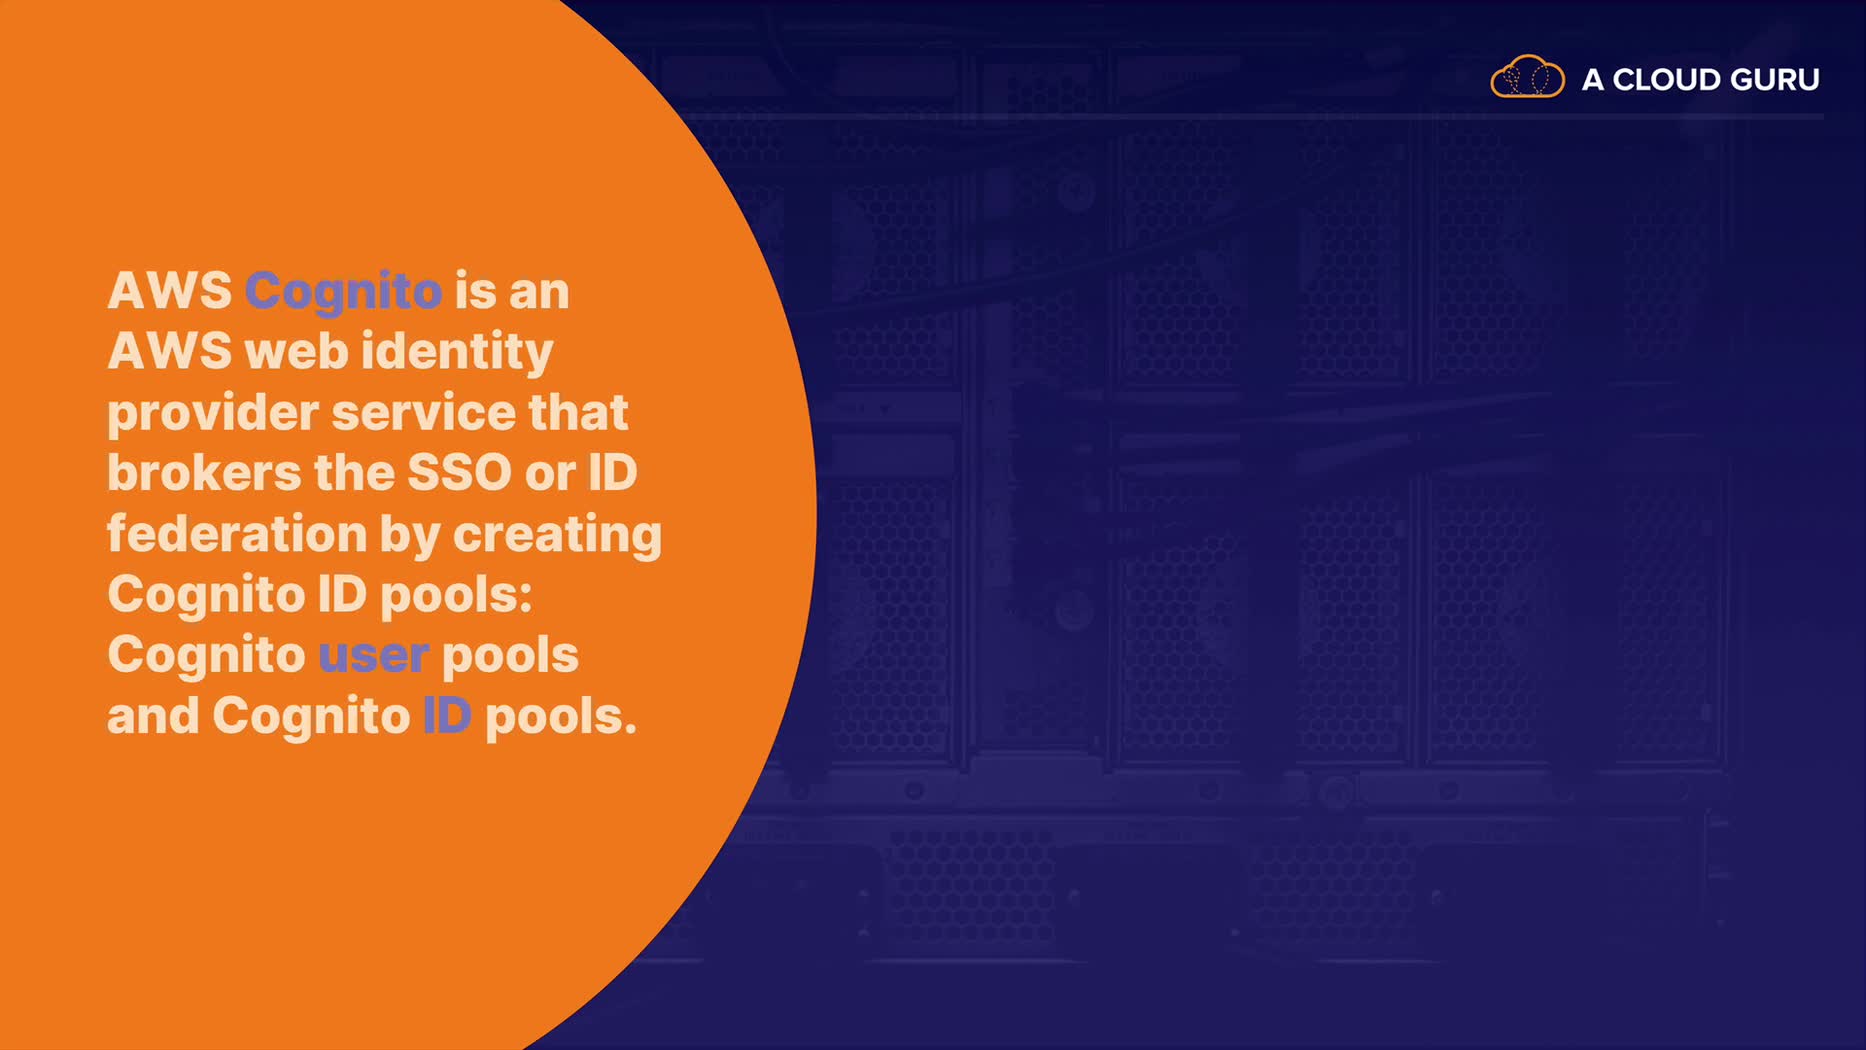 A CLOUD GURU
AWS Cognito is an
AWS web identity
provider service that
brokers the SSO or ID
federation by creating
Cognito ID pools:
Cognito user pools
and Cognito ID pools.